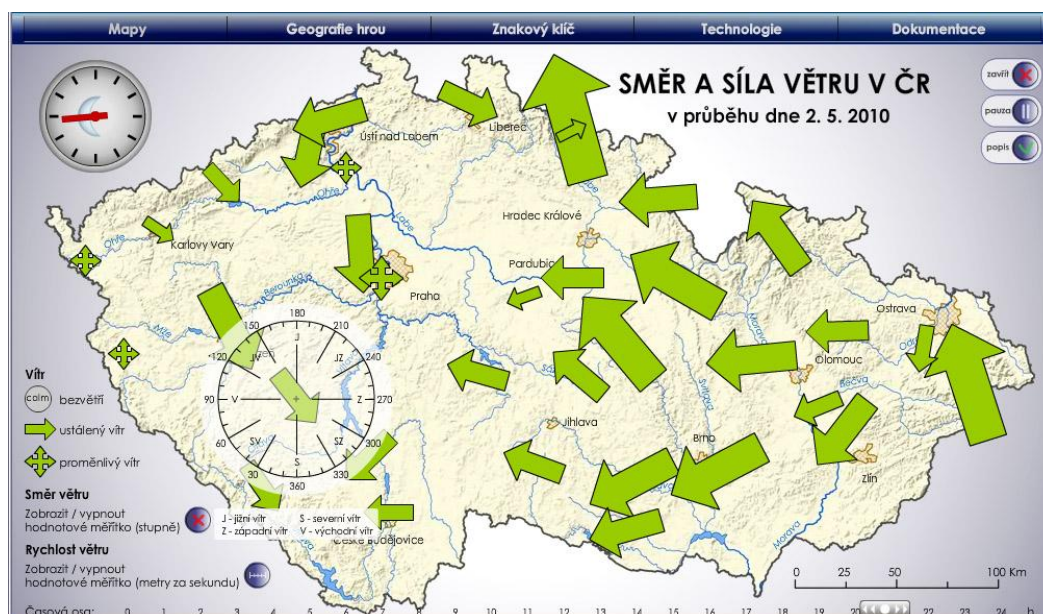 Mapy Geografie hrou Znakový klíč Technologie Dokumentace
SMĚR A SÍLA VĚTRU V ČR
v průběhu dne 2. 5. 2010
zavřít
pauza
popis
Ústí nad Labem
Liberec
Ohře
Labe
Hradec Králové
Ohře
Karlovy Vary
Pardubic
Berounka
Praha
Ostrava
Morava
Odra
Mže
Olomouc
Bečva
Svitava
Jihlava
Brno
Zlín
Morava
České Budějovice
180
150 J 210
120 JV JZ 240
90 V Z 270
60 SV SZ 300
30 S 330
360
J - jižní vítr S - severní vítr
Z - západní vítr V - východní vítr
Vítr
calm bezvětří
ustálený vítr
proměnlivý vítr
Směr větru
Zobrazit / vypnout
hodnotové měřítko (stupně)
Rychlost větru
Zobrazit / vypnout
hodnotové měřítko (metry za sekundu)
0 25 50 100 Km
Časová osa: 0 1 2 3 4 5 6 7 8 9 10 11 12 13 14 15 16 17 18 19 20 22 23 24 h